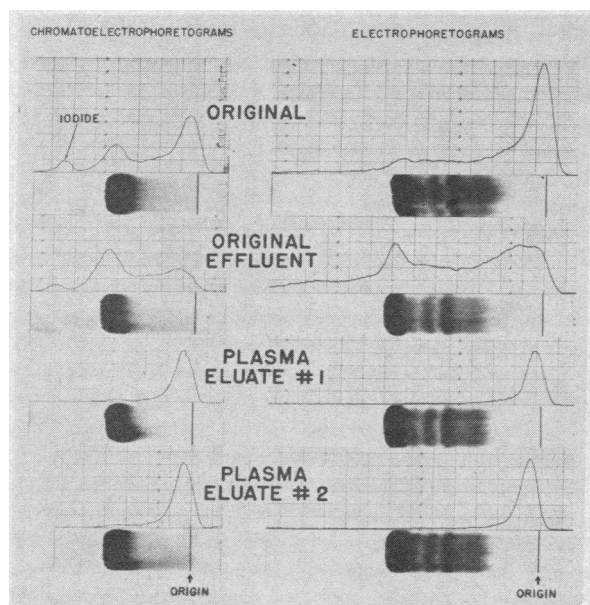 CHROMATOELECTROPHORETOGRAMS
ELECTROPHORETOGRAMS
IODIDE
ORIGINAL
ORIGINAL
EFFLUENT
PLASMA
ELUATE #1
PLASMA
ELUATE #2
ORIGIN
ORIGIN